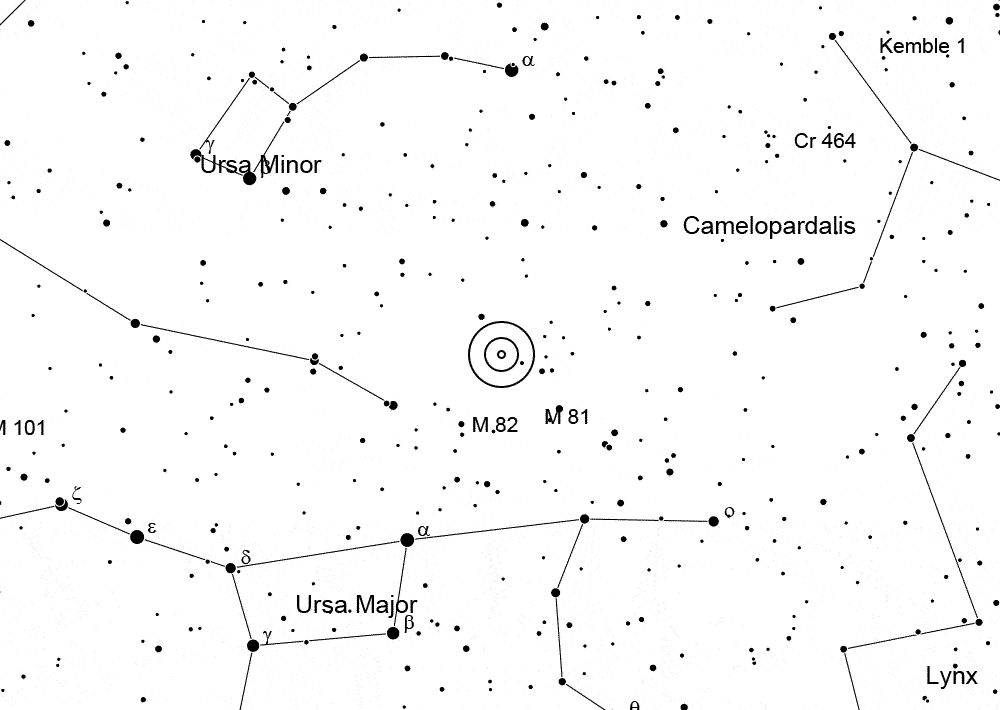 Kemble 1
α
Cr 464
γ
Ursa Minor
β
Camelopardalis
M 82
M 81
M 101
ζ
ε
ο
α
δ
Ursa Major
β
γ
Lynx
θ